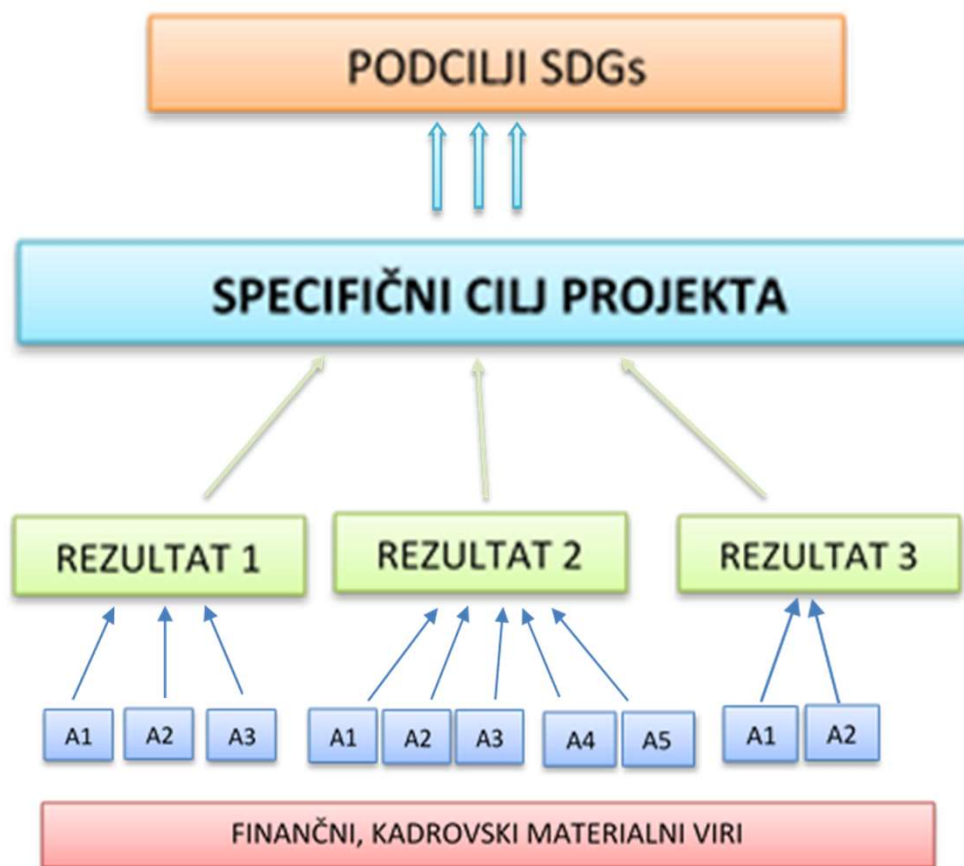 PODCILJI SDGs
SPECIFIČNI CILJ PROJEKTA
REZULTAT 1
REZULTAT 2
REZULTAT 3
A1
A2
A3
A1
A2
A3
A4
A5
A1
A2
FINANČNI, KADROVSKI MATERIALNI VIRI